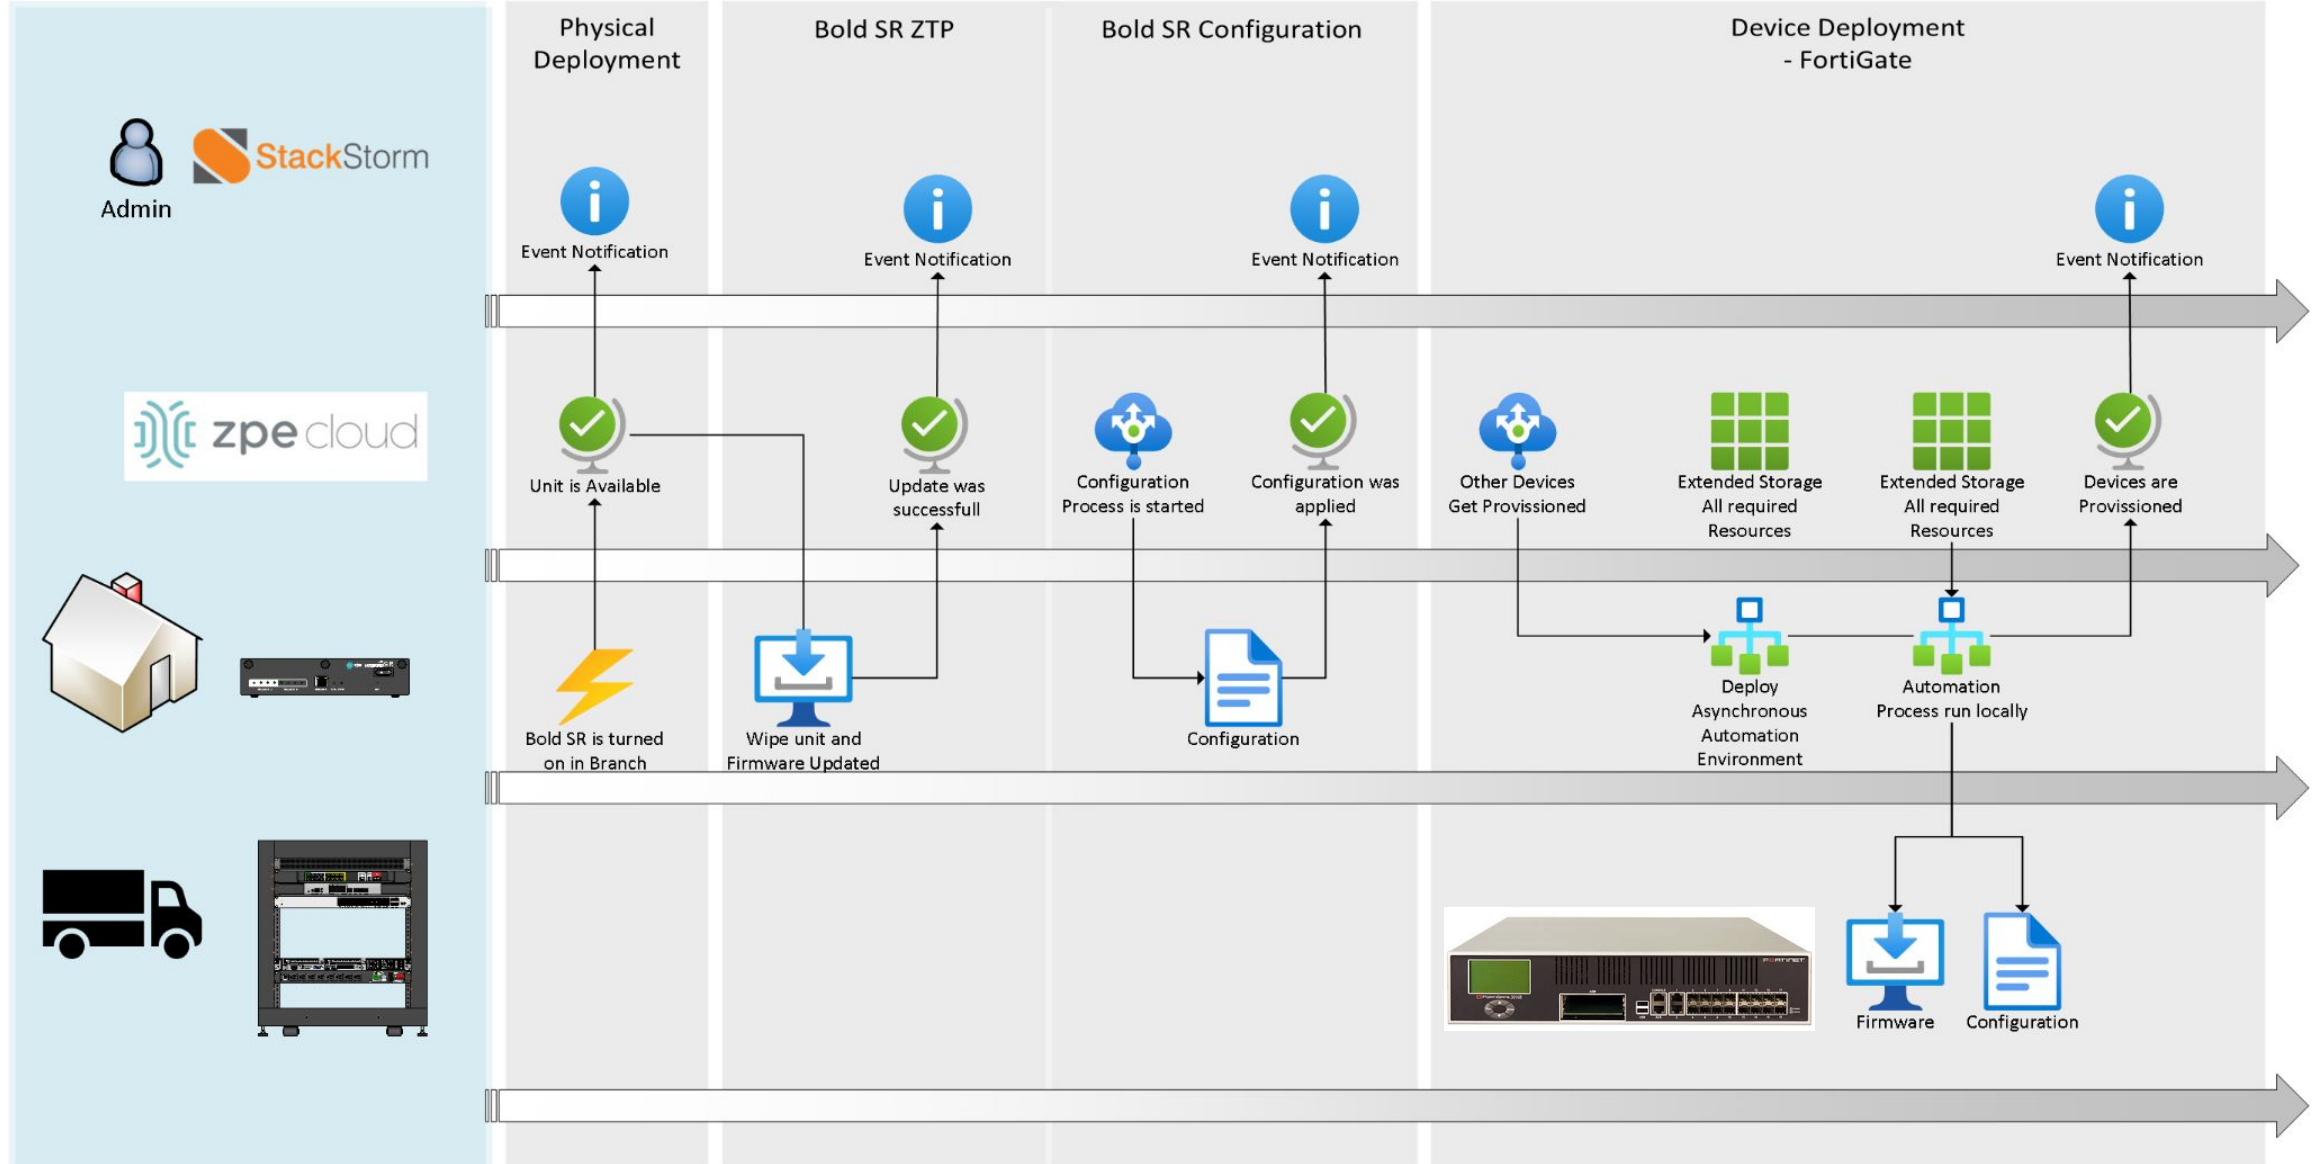 Physical
Deployment
Bold SR ZTP
Bold SR Configuration
Device Deployment
- FortiGate
Admin
StackStorm
Event Notification
Event Notification
Event Notification
Event Notification
zpe cloud
Unit is Available
Update was
successfull
Configuration
Process is started
Configuration was
applied
Other Devices
Get Provissioned
Extended Storage
All required
Resources
Extended Storage
All required
Resources
Devices are
Provissioned
Bold SR is turned
on in Branch
Wipe unit and
Firmware Updated
Configuration
Deploy
Asynchronous
Automation
Environment
Automation
Process run locally
FORTINET
Firmware
Configuration